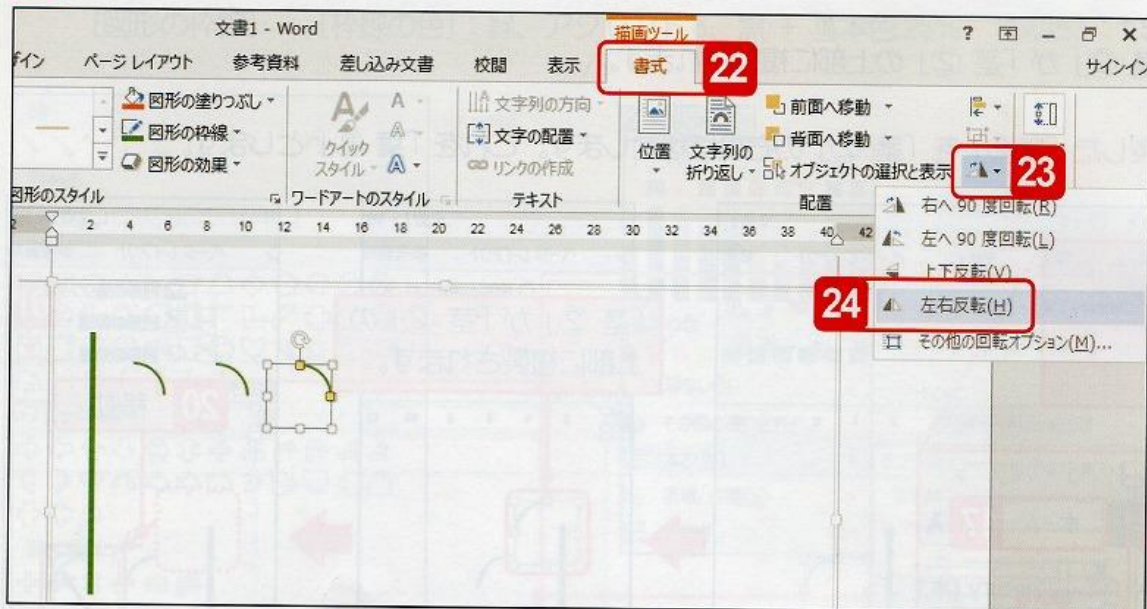 文書1 - Word
描画ツール
? − ×
ページ レイアウト 参考資料 差し込み文書 校閲 表示 書式 22 サインイン
図形の塗りつぶし
図形の枠線
図形の効果
図形のスタイル
A A
クイック
スタイル
ワードアートのスタイル
文字列の方向
文字の配置
リンクの作成
テキスト
位置
文字列の
折り返し
前面へ移動
背面へ移動
オブジェクトの選択と表示
23
配置
右へ 90 度回転(R)
左へ 90 度回転(L)
上下反転(V)
24 左右反転(H)
その他の回転オプション(M)...
2 2 4 6 8 10 12 14 16 18 20 22 24 26 28 30 32 34 36 38 40 42